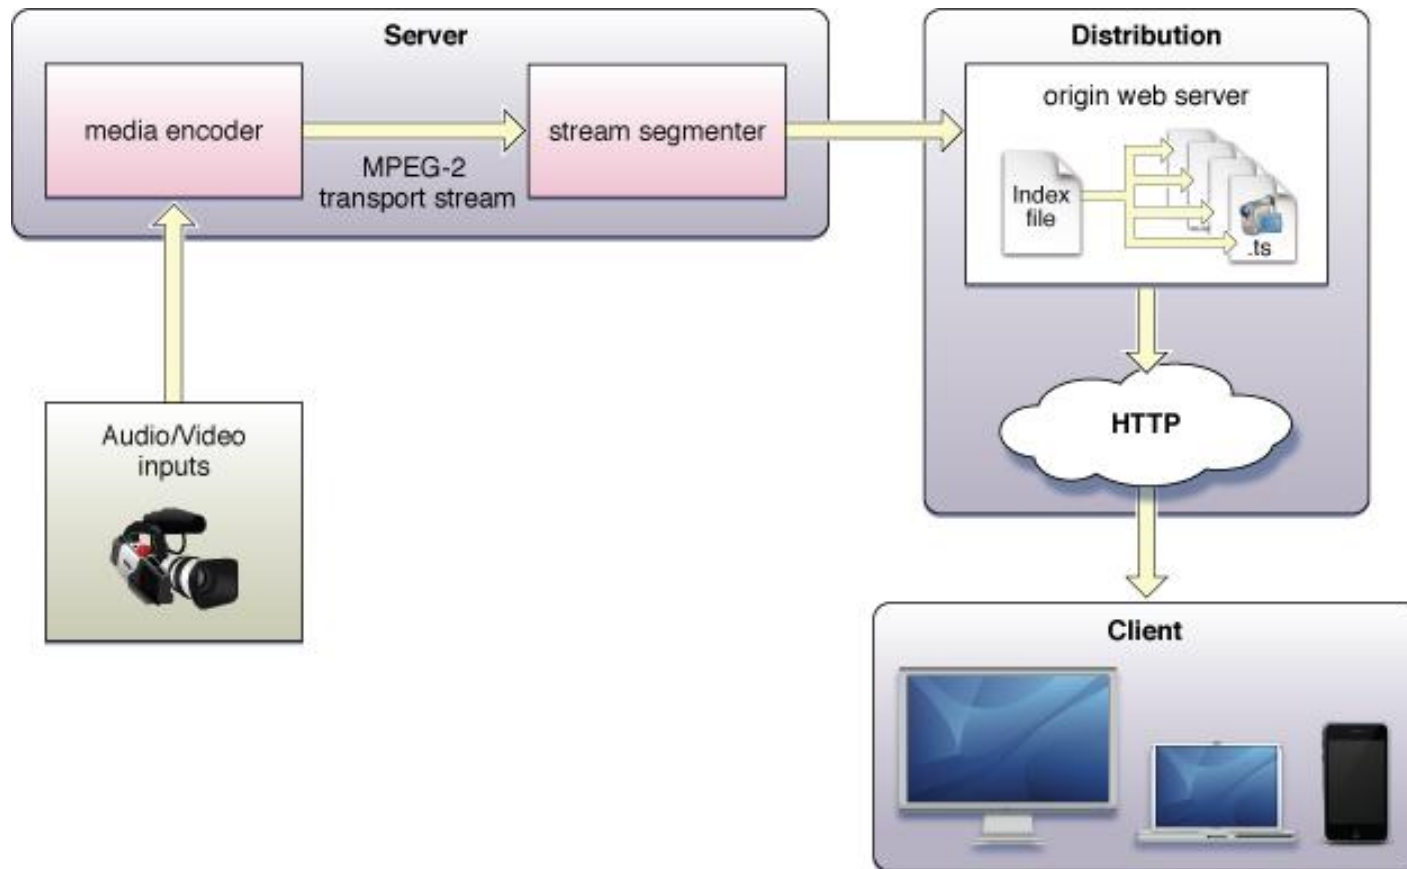 Server
media encoder
MPEG-2
transport stream
stream segmenter
Distribution
origin web server
Index
file
.ts
HTTP
Audio/Video
inputs
Client